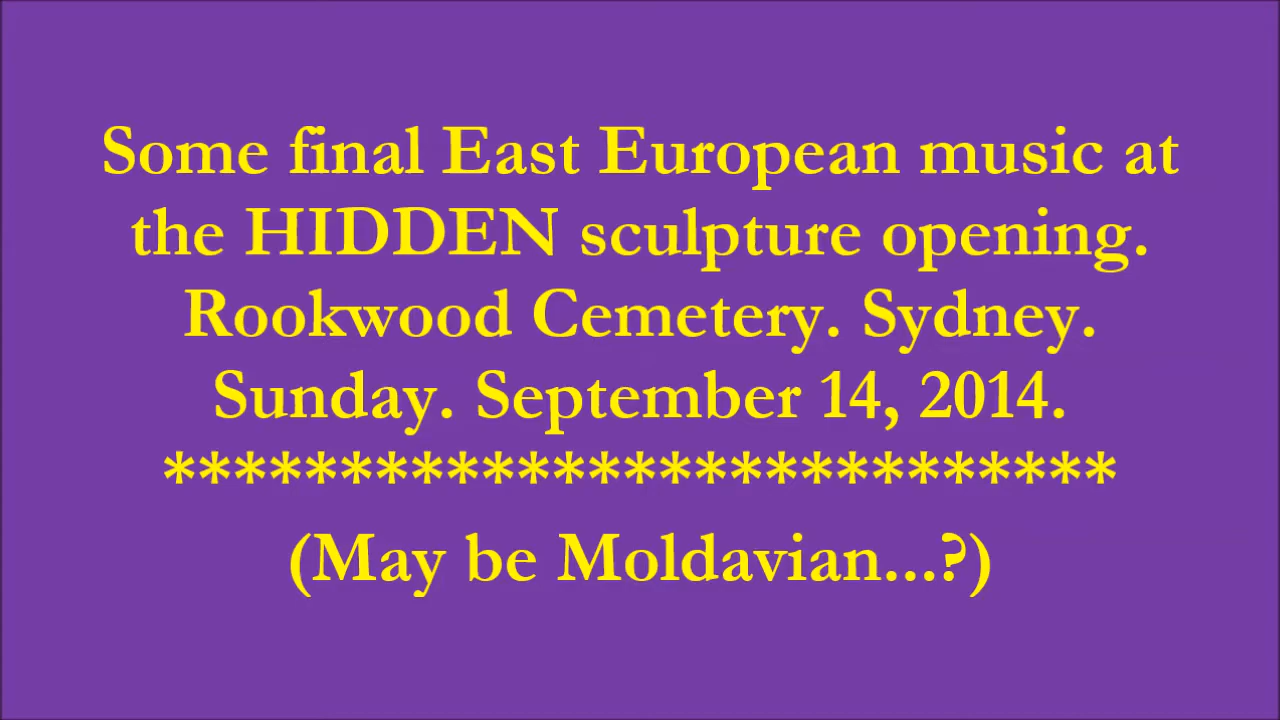 Some final East European music at
the HIDDEN sculpture opening.
Rookwood Cemetery. Sydney.
Sunday. September 14, 2014.
***************************
(May be Moldavian...?)